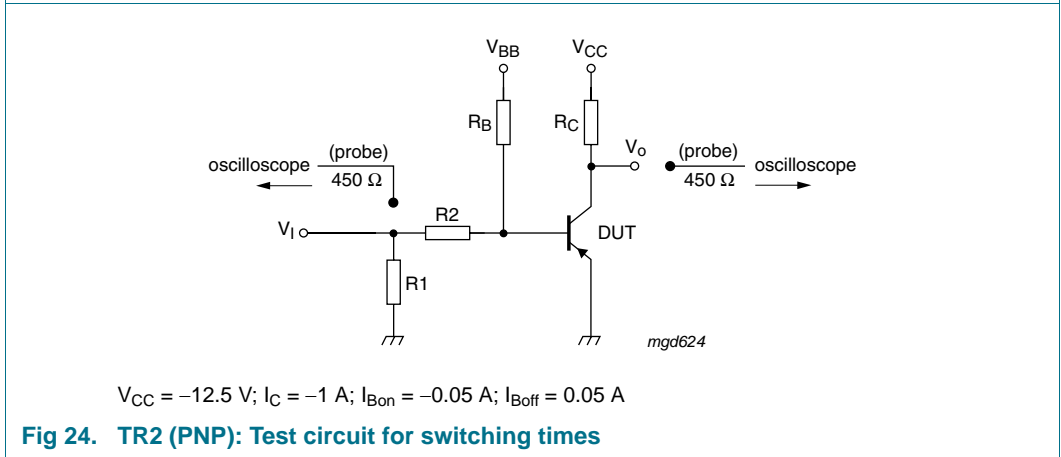 VBB VCC
RB RC
oscilloscope (probe) 450 Ω
Vo (probe) 450 Ω oscilloscope
R2
VI DUT
R1
mgd624
VCC = −12.5 V; IC = −1 A; IBon = −0.05 A; IBoff = 0.05 A
Fig 24. TR2 (PNP): Test circuit for switching times